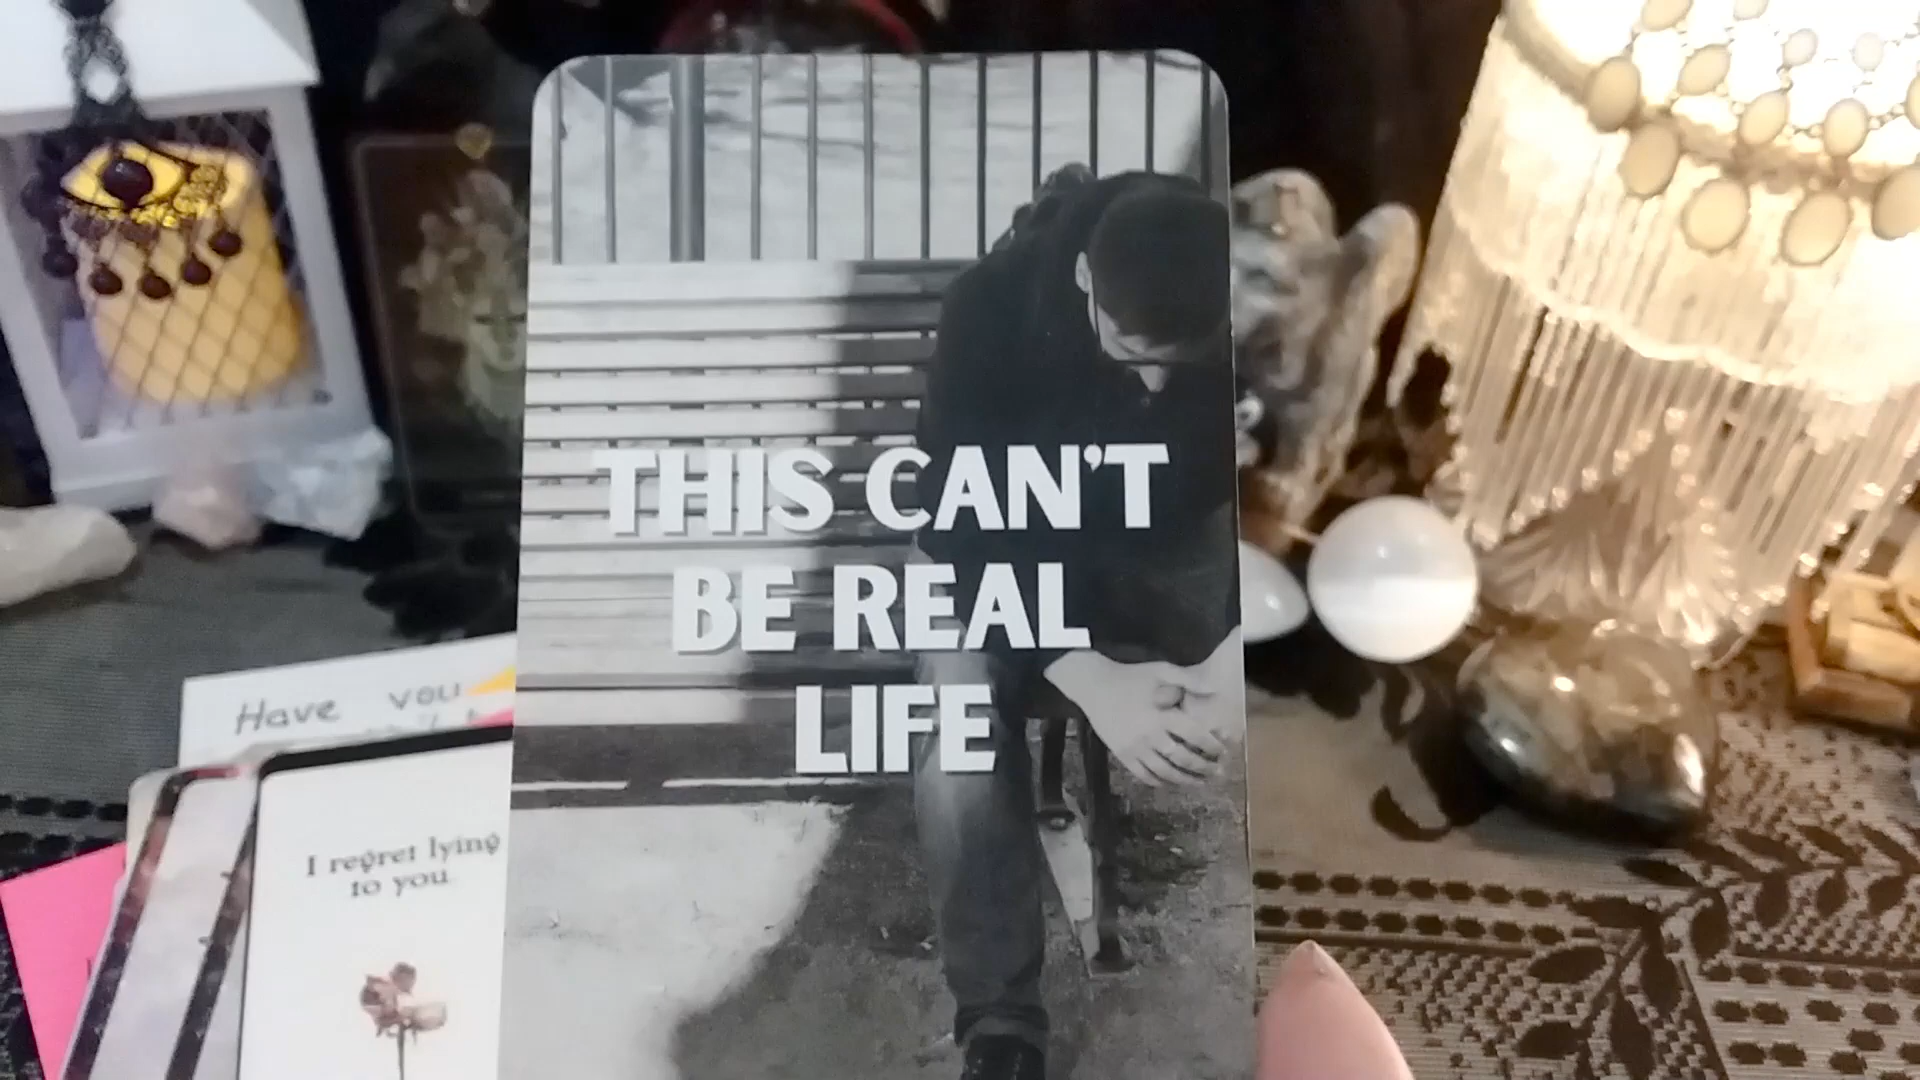 THIS CAN'T
BE REAL
LIFE
Have you
I regret lying
to you